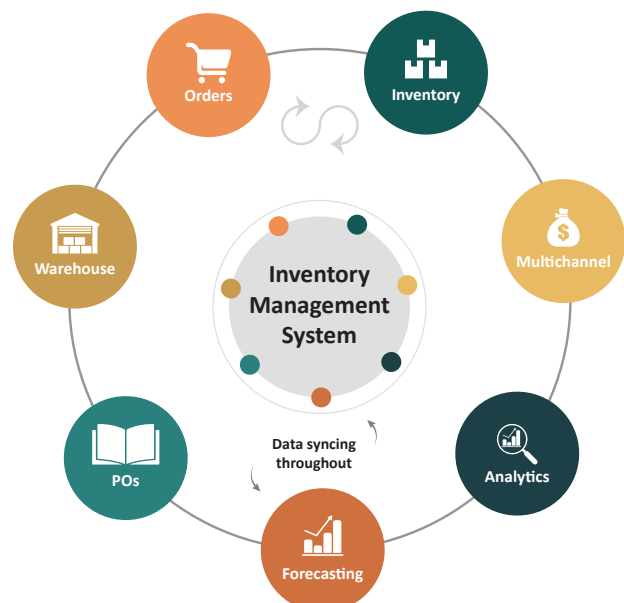 Orders
Inventory
Warehouse
Multichannel
Inventory
Management
System
Data syncing
throughout
POs
Analytics
Forecasting
$